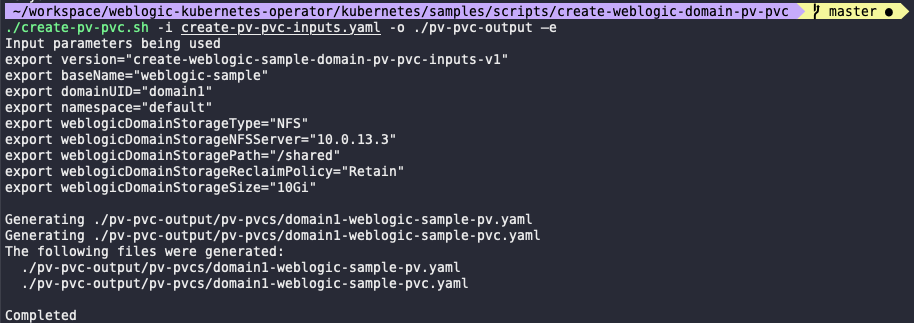 ~/workspace/weblogic-kubernetes-operator/kubernetes/samples/scripts/create-weblogic-domain-pv-pvc master ●
./create-pv-pvc.sh -i create-pv-pvc-inputs.yaml -o ./pv-pvc-output –e
Input parameters being used
export version="create-weblogic-sample-domain-pv-pvc-inputs-v1"
export baseName="weblogic-sample"
export domainUID="domain1"
export namespace="default"
export weblogicDomainStorageType="NFS"
export weblogicDomainStorageNFSServer="10.0.13.3"
export weblogicDomainStoragePath="/shared"
export weblogicDomainStorageReclaimPolicy="Retain"
export weblogicDomainStorageSize="10Gi"
Generating ./pv-pvc-output/pv-pvcs/domain1-weblogic-sample-pv.yaml
Generating ./pv-pvc-output/pv-pvcs/domain1-weblogic-sample-pvc.yaml
The following files were generated:
./pv-pvc-output/pv-pvcs/domain1-weblogic-sample-pv.yaml
./pv-pvc-output/pv-pvcs/domain1-weblogic-sample-pvc.yaml
Completed